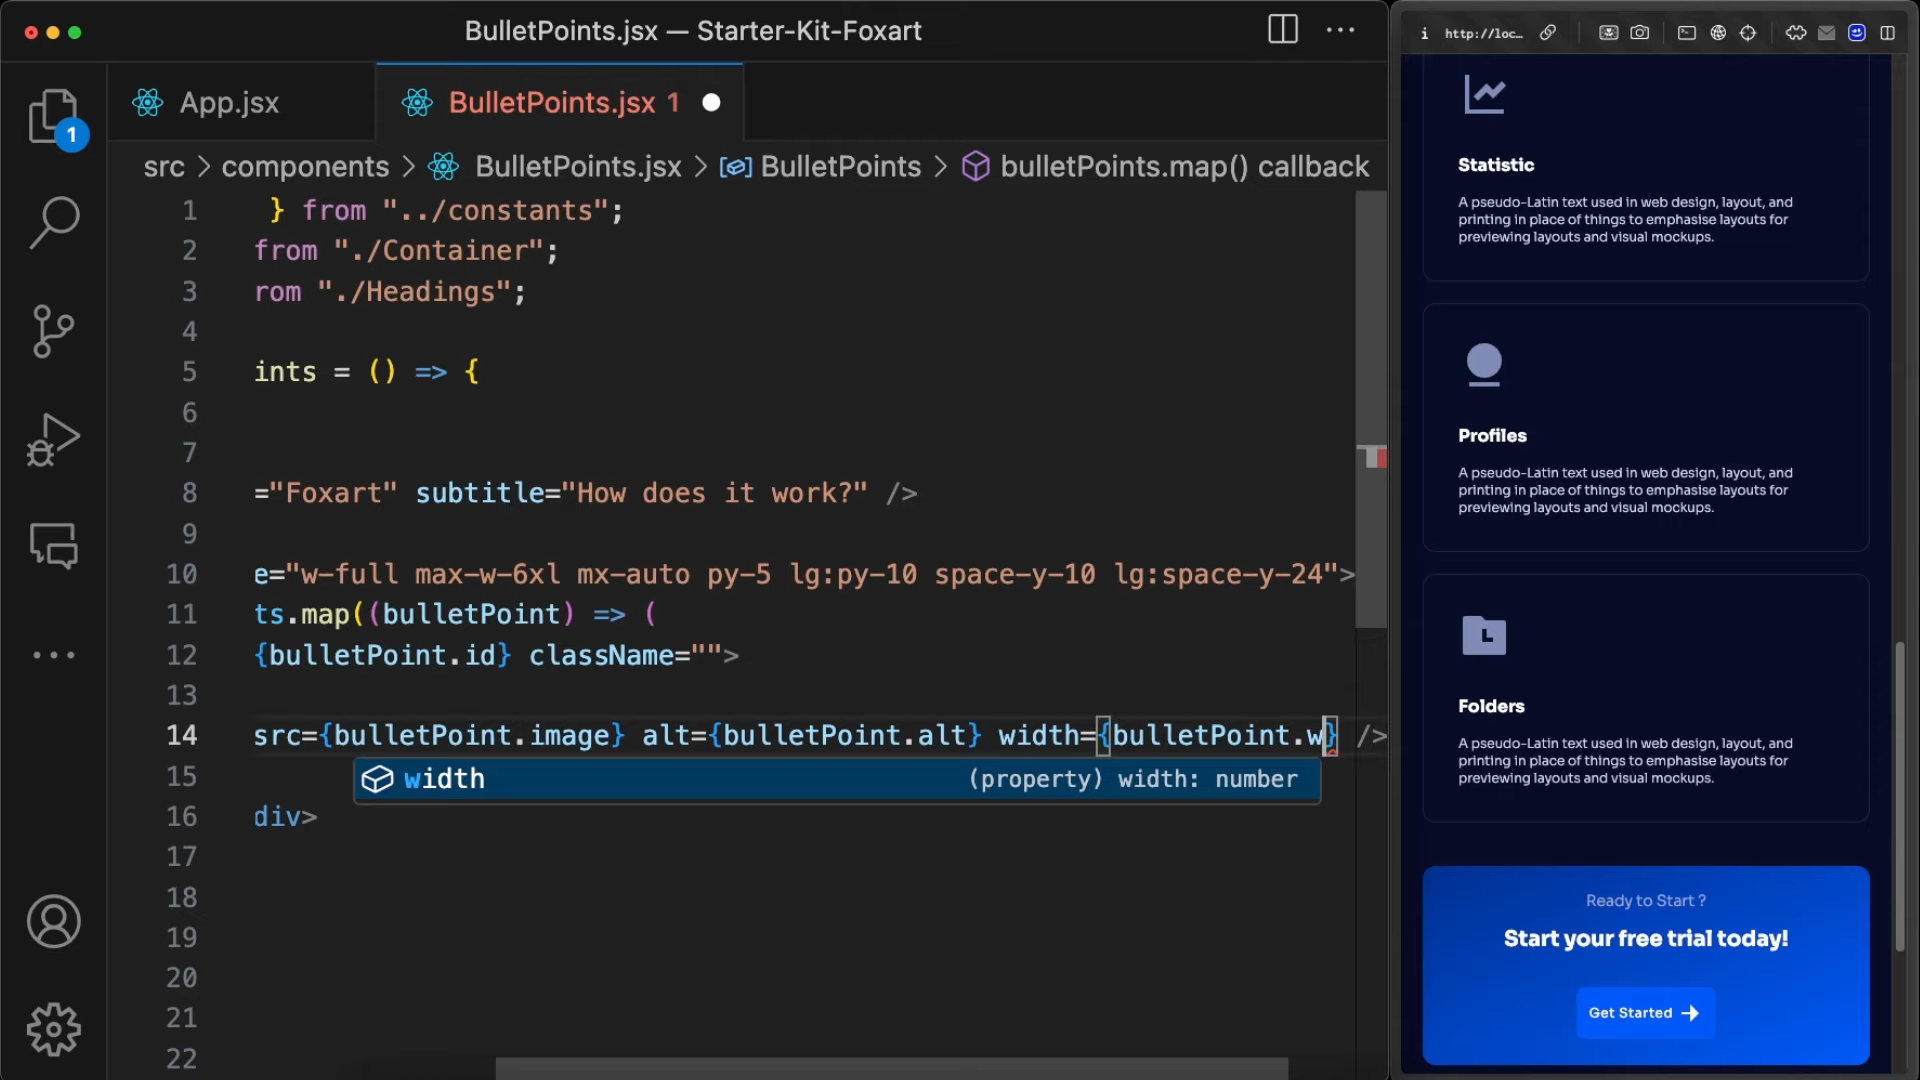 BulletPoints.jsx — Starter-Kit-Foxart
App.jsx
BulletPoints.jsx 1
1
src > components > BulletPoints.jsx > BulletPoints > bulletPoints.map() callback
1 } from "../constants";
2 from "./Container";
3 rom "./Headings";
4
5 ints = () => {
6
7
8 ="Foxart" subtitle="How does it work?" />
9
10 e="w-full max-w-6xl mx-auto py-5 lg:py-10 space-y-10 lg:space-y-24">
11 ts.map((bulletPoint) => (
12 {bulletPoint.id} className="">
13
14 src={bulletPoint.image} alt={bulletPoint.alt} width={bulletPoint.w} />
15
width (property) width: number
16 div>
17
18
19
20
21
22
i http://loc…
Statistic
A pseudo-Latin text used in web design, layout, and
printing in place of things to emphasise layouts for
previewing layouts and visual mockups.
Profiles
A pseudo-Latin text used in web design, layout, and
printing in place of things to emphasise layouts for
previewing layouts and visual mockups.
Folders
A pseudo-Latin text used in web design, layout, and
printing in place of things to emphasise layouts for
previewing layouts and visual mockups.
Ready to Start ?
Start your free trial today!
Get Started